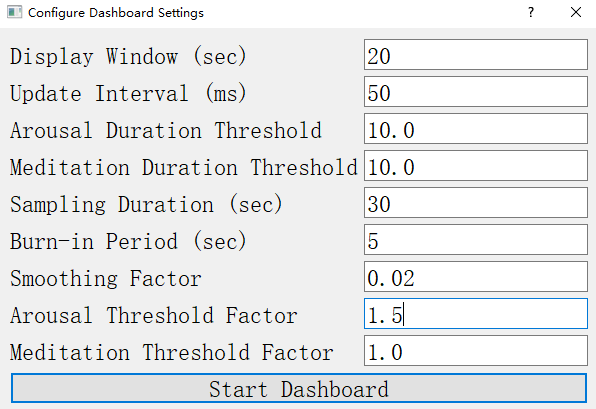 Configure Dashboard Settings
Display Window (sec) 20
Update Interval (ms) 50
Arousal Duration Threshold 10.0
Meditation Duration Threshold 10.0
Sampling Duration (sec) 30
Burn-in Period (sec) 5
Smoothing Factor 0.02
Arousal Threshold Factor 1.5
Meditation Threshold Factor 1.0
Start Dashboard